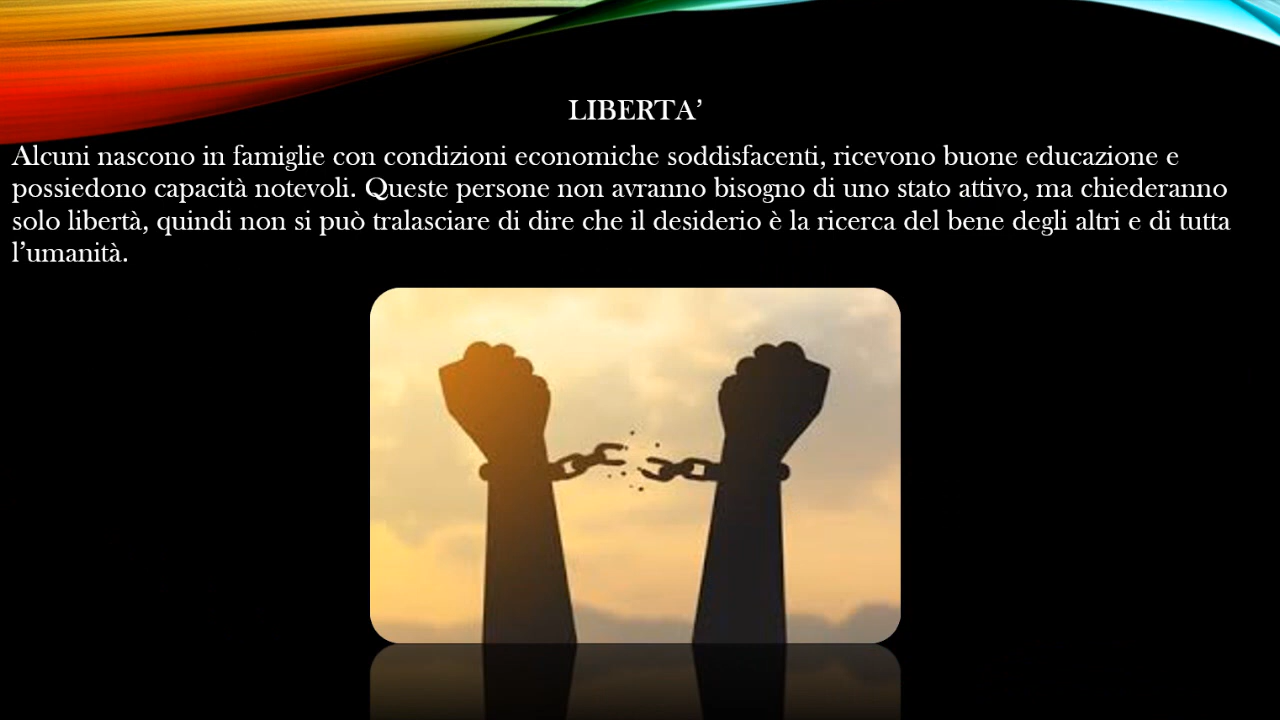 LIBERTA’
Alcuni nascono in famiglie con condizioni economiche soddisfacenti, ricevono buone educazione e
possiedono capacità notevoli. Queste persone non avranno bisogno di uno stato attivo, ma chiederanno
solo libertà, quindi non si può tralasciare di dire che il desiderio è la ricerca del bene degli altri e di tutta
l’umanità.